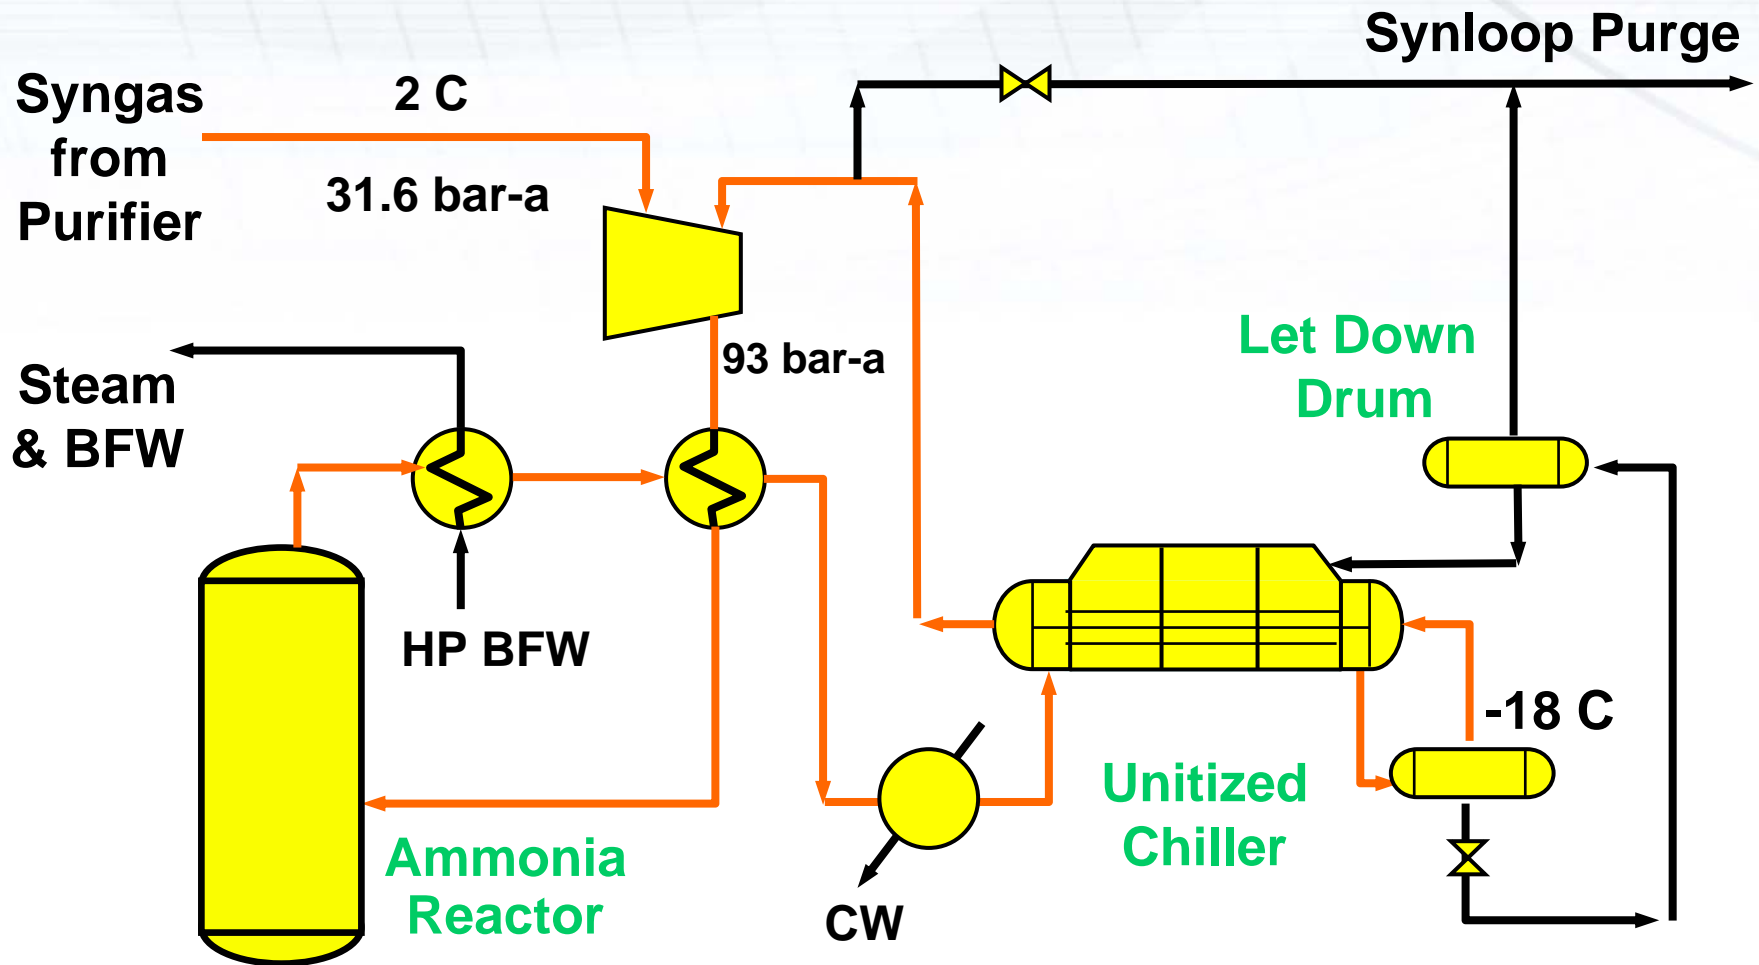 Synloop Purge
Syngas
from
Purifier
2 C
31.6 bar-a
93 bar-a
Let Down
Drum
Steam
& BFW
HP BFW
-18 C
Unitized
Chiller
Ammonia
Reactor
CW